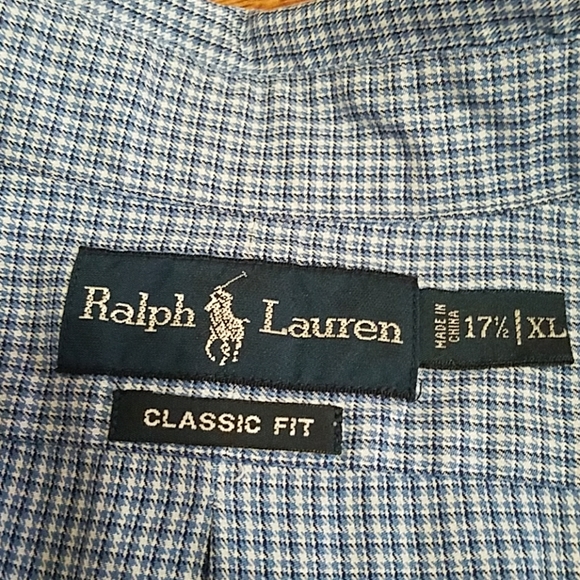 Ralph Lauren
MADE IN
CHINA
17½ | XL
CLASSIC FIT